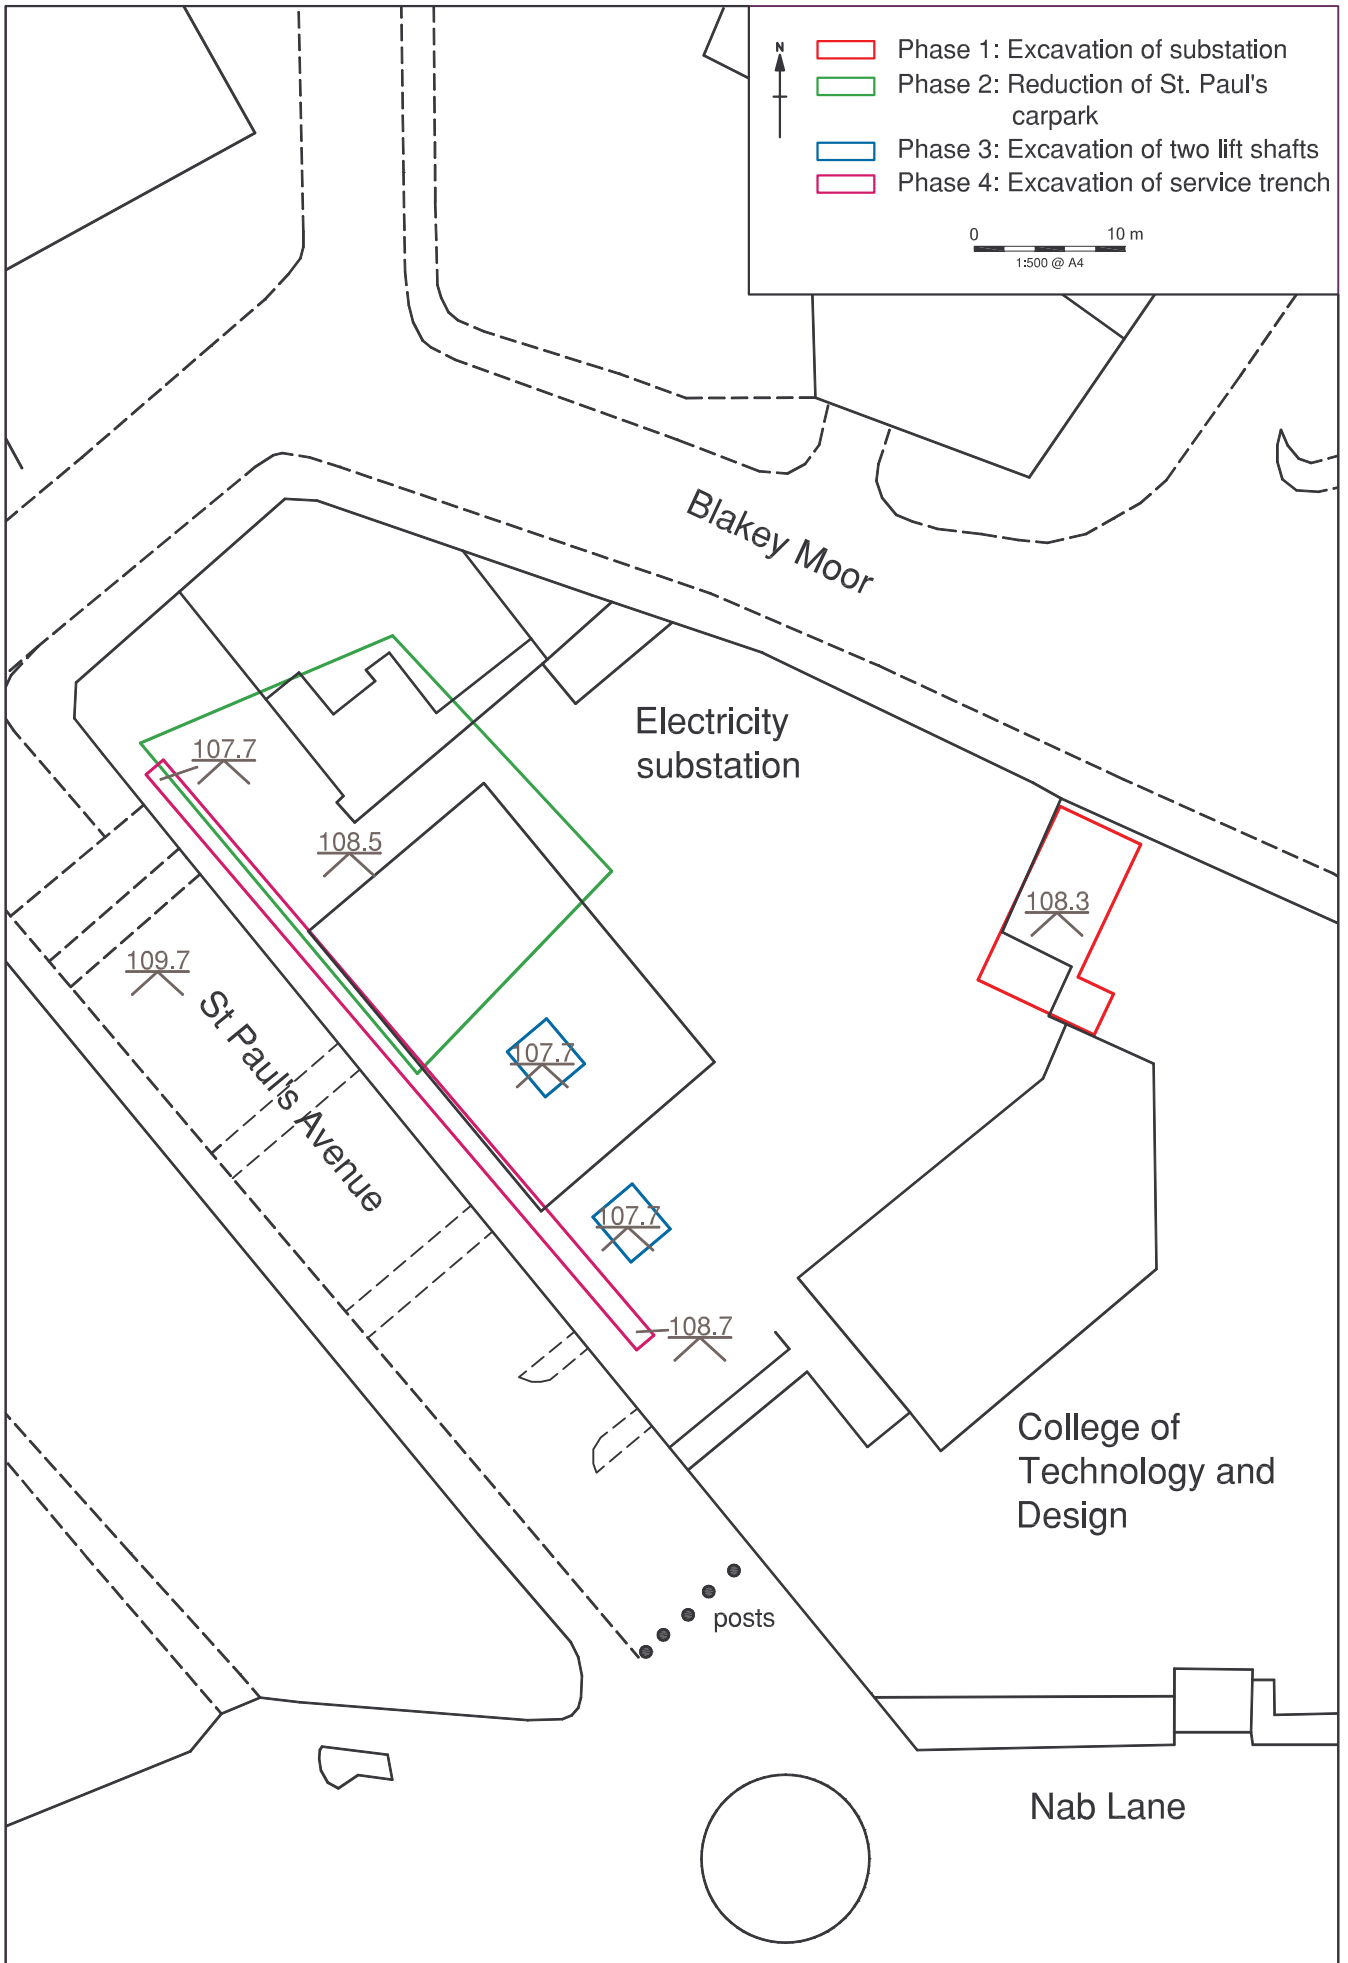 N
Phase 1: Excavation of substation
Phase 2: Reduction of St. Paul's
carpark
Phase 3: Excavation of two lift shafts
Phase 4: Excavation of service trench
0 10 m
1:500 @ A4
Blakey Moor
Electricity
substation
107.7
108.5
108.3
109.7
St Paul's Avenue
107.7
107.7
108.7
College of
Technology and
Design
posts
Nab Lane